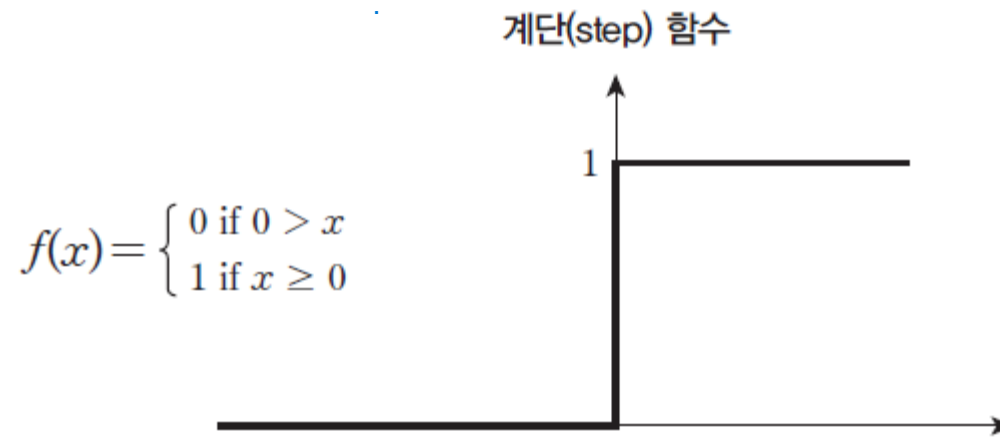 계단(step) 함수
1
f(x)= { 0 if 0 > x
1 if x ≥ 0